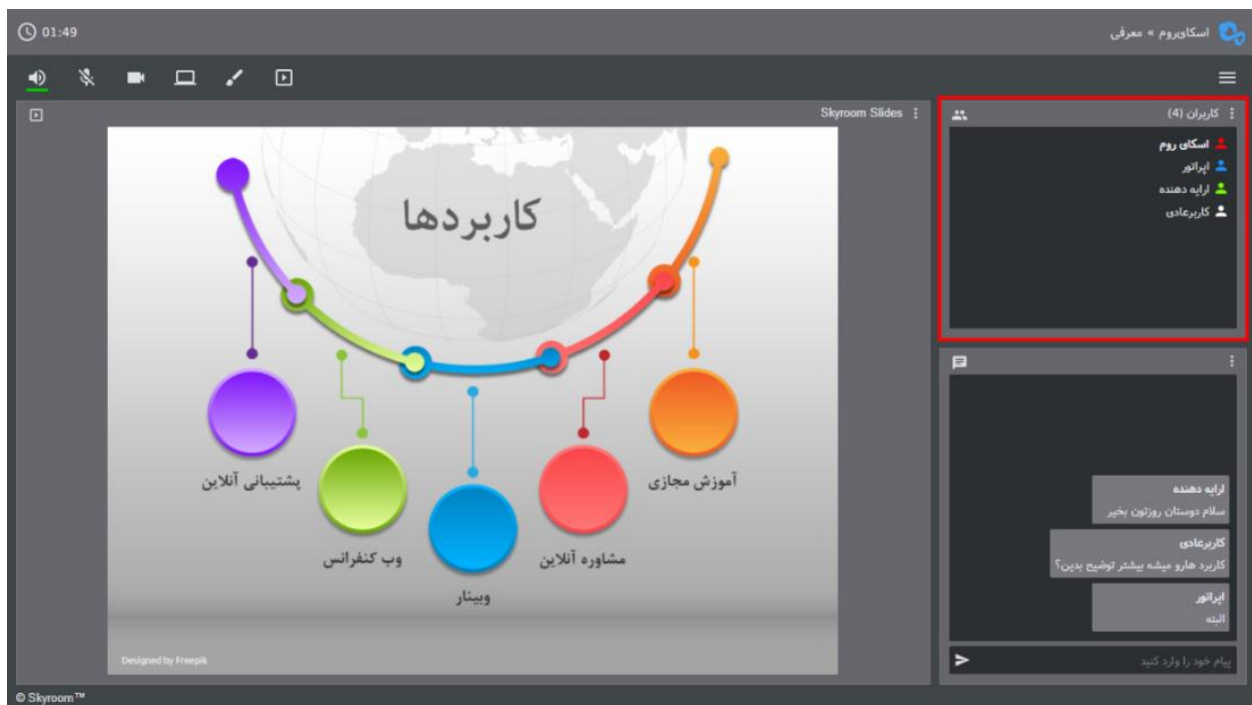 01:49
اسکای‌روم » معرفی
Skyroom Slides
کاربردها
آموزش مجازی
پشتیبانی آنلاین
مشاوره آنلاین
وب کنفرانس
وبینار
Designed by Freepik
کاربران (4)
اسکای روم
اپراتور
ارایه دهنده
کاربرعادی
ارایه دهنده
سلام دوستان روزتون بخیر
کاربرعادی
کاربرد هارو میشه بیشتر توضیح بدین؟
اپراتور
البته
پیام خود را وارد کنید
© Skyroom™